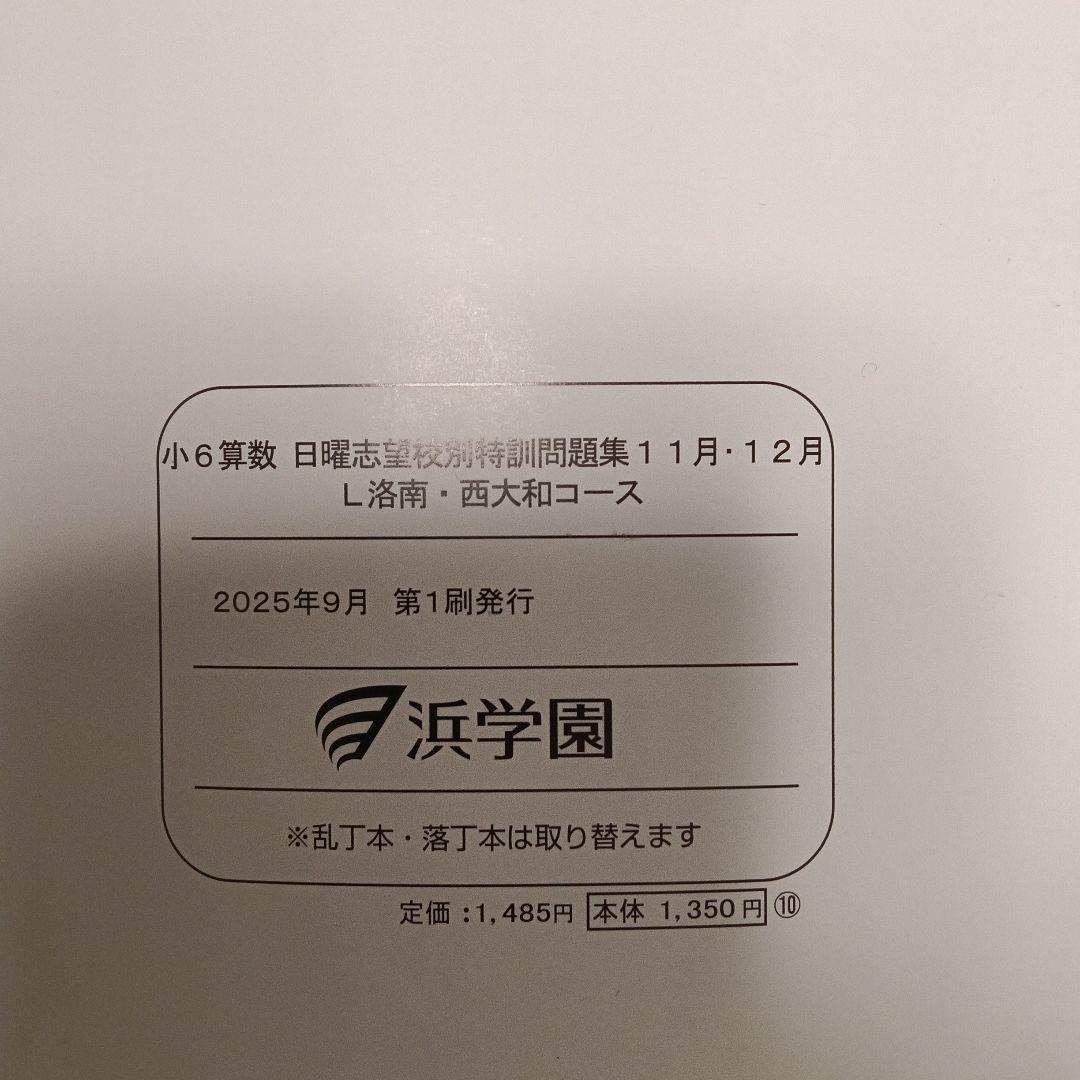 小6算数 日曜志望校別特訓問題集11月・12月
L洛南・西大和コース
2025年9月 第1刷発行
浜学園
※乱丁本・落丁本は取り替えます
定価:1,485円 本体 1,350円 ⑩